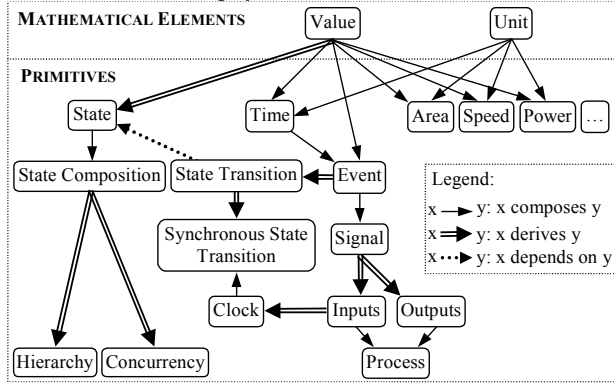 MATHEMATICAL ELEMENTS
Value
Unit
PRIMITIVES
State
Time
Area
Speed
Power
...
State Composition
State Transition
Event
Legend:
x → y: x composes y
x ⇒ y: x derives y
x ⇢ y: x depends on y
Synchronous State
Transition
Signal
Clock
Inputs
Outputs
Hierarchy
Concurrency
Process